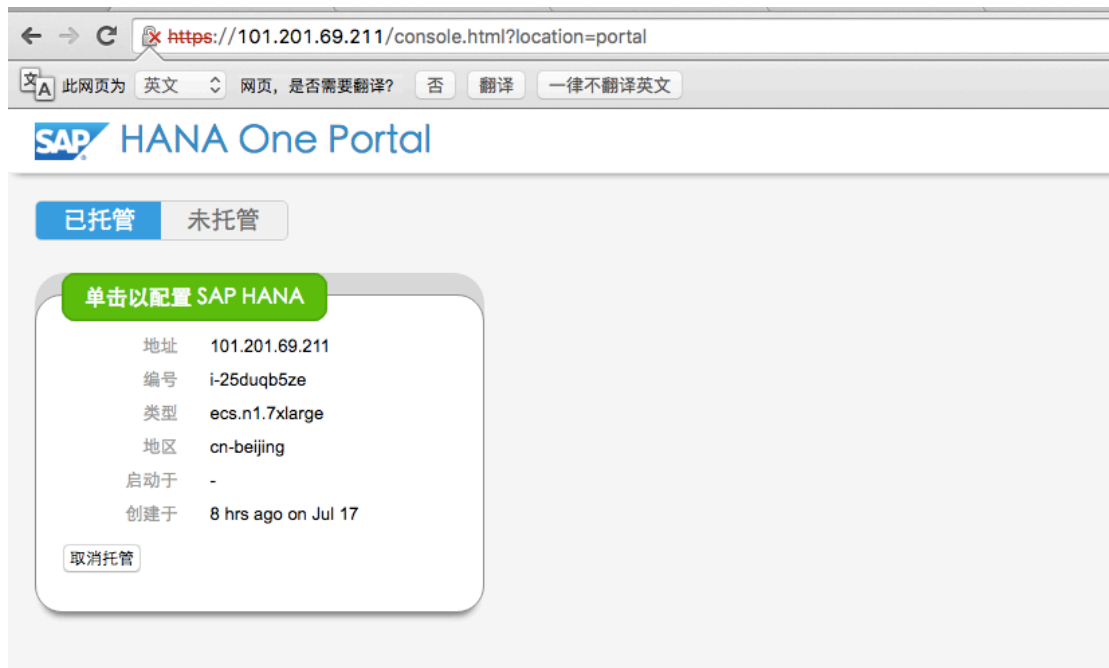 https://101.201.69.211/console.html?location=portal
此网页为 英文 网页，是否需要翻译? 否 翻译 一律不翻译英文
SAP HANA One Portal
已托管 未托管
单击以配置 SAP HANA
地址 101.201.69.211
编号 i-25duqb5ze
类型 ecs.n1.7xlarge
地区 cn-beijing
启动于 -
创建于 8 hrs ago on Jul 17
取消托管